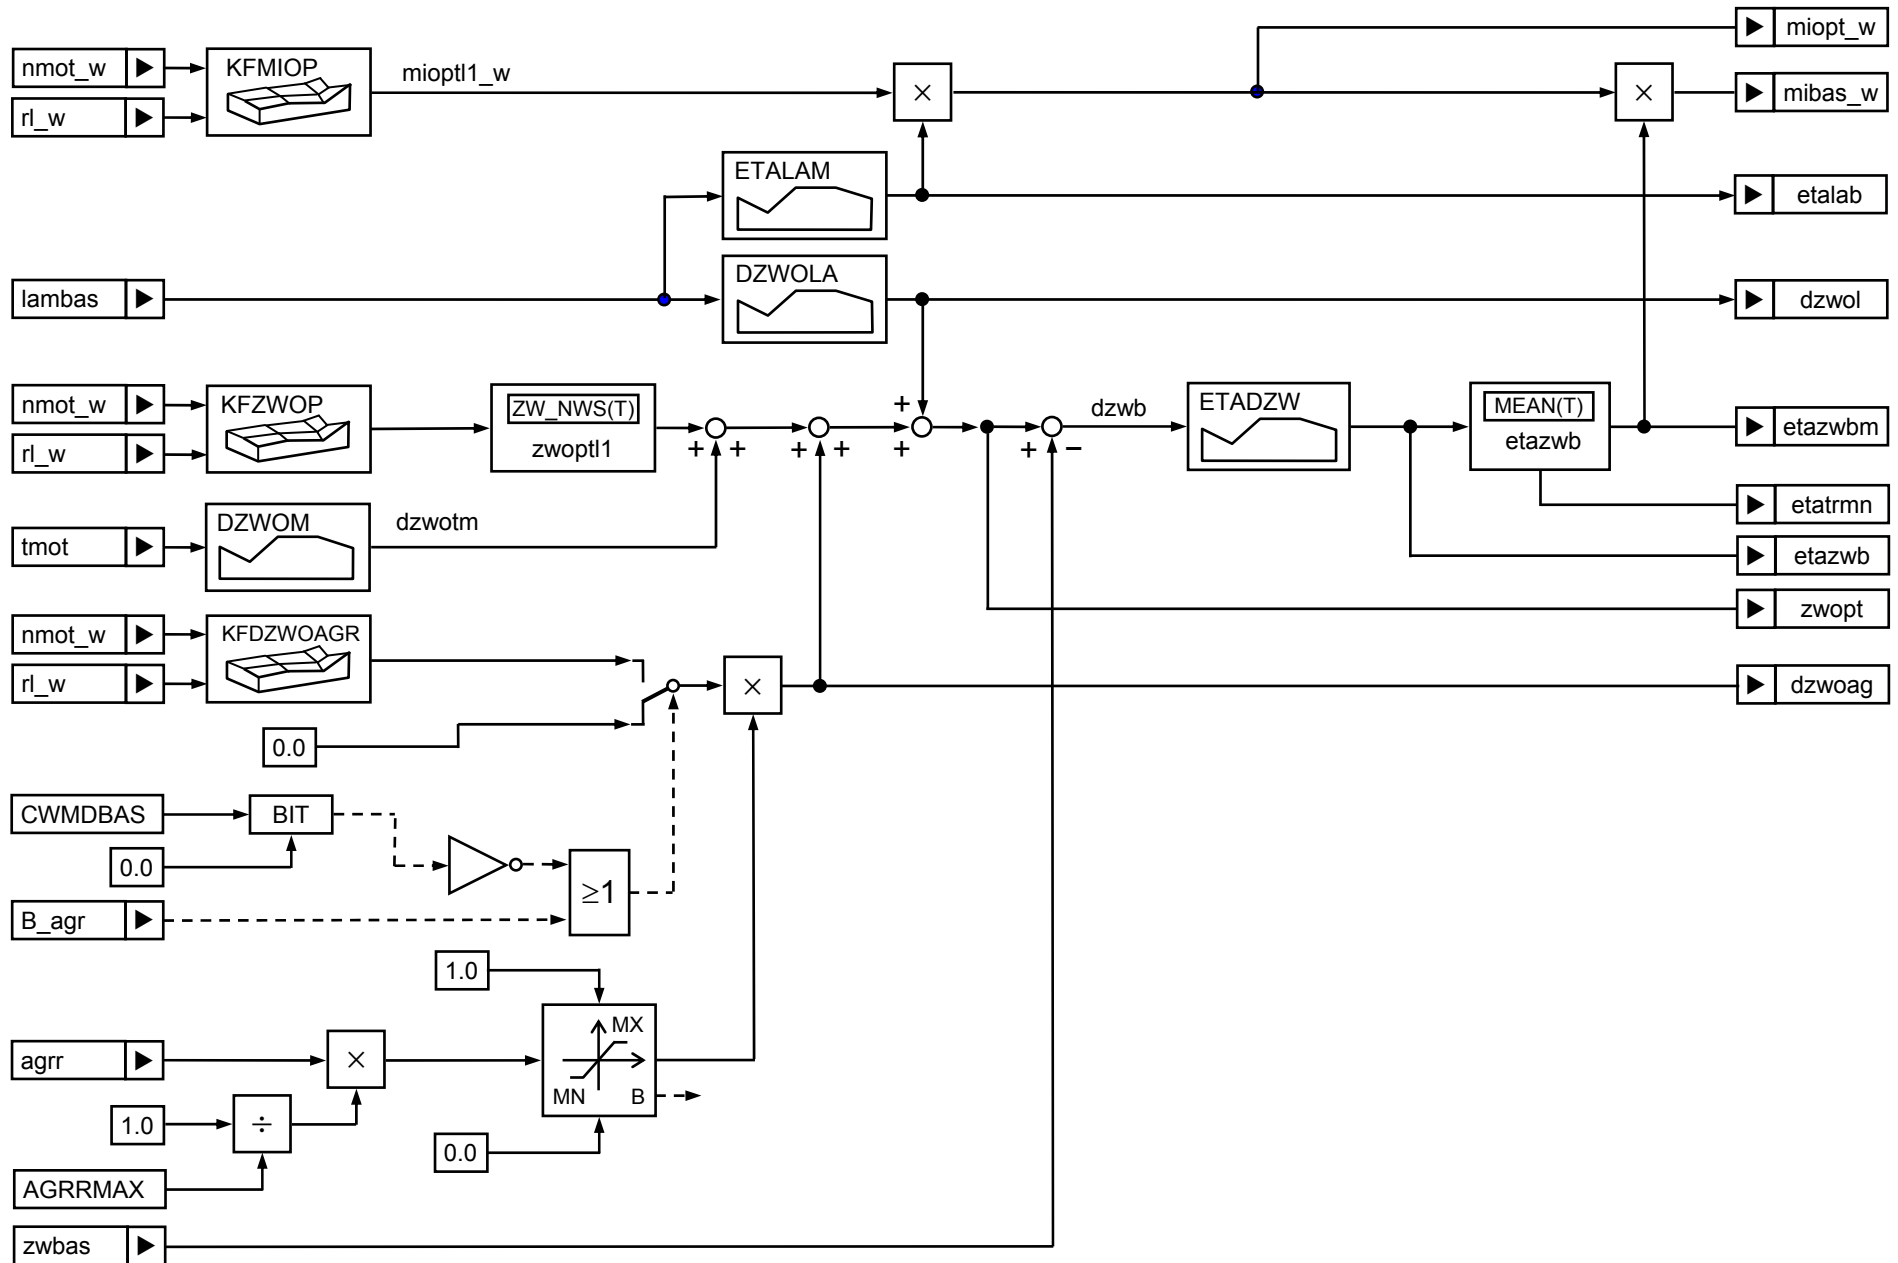 miopt_w
nmot_w
KFMIOP
mioptl1_w
×
×
mibas_w
rl_w
ETALAM
etalab
DZWOLA
lambas
dzwol
nmot_w
KFZWOP
ZW_NWS(T)
zwoptl1
+
dzwb
ETADZW
MEAN(T)
etazwb
etazwbm
rl_w
+ +
+ +
+
+ −
etatrmn
DZWOM
dzwotm
tmot
etazwb
zwopt
nmot_w
KFDZWOAGR
rl_w
×
dzwoag
0.0
CWMDBAS
BIT
0.0
≥1
B_agr
1.0
MX
agrr
×
MN
B
1.0
÷
0.0
AGRRMAX
zwbas